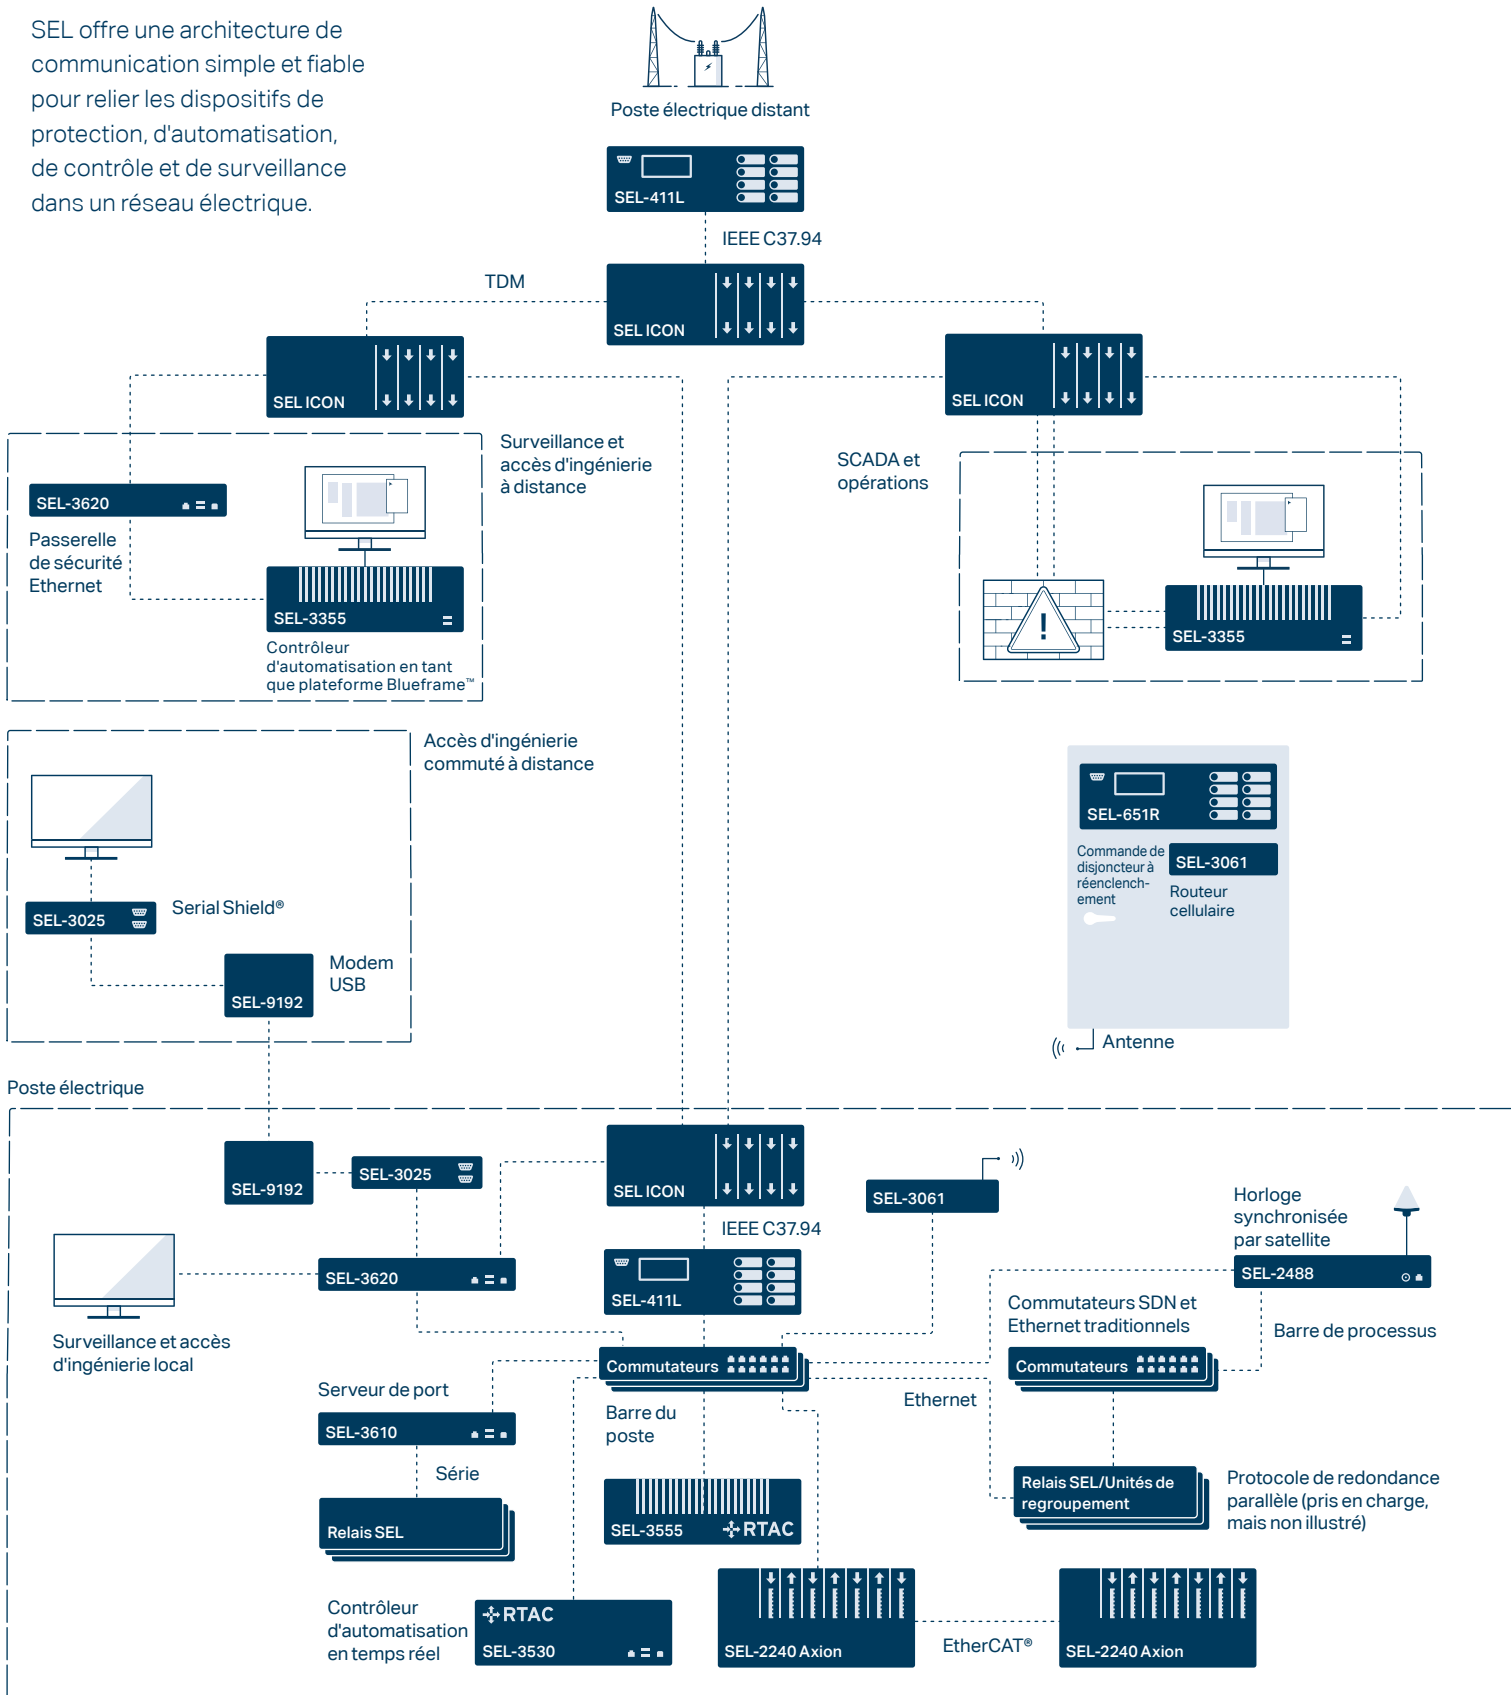 SEL offre une architecture de
communication simple et fiable
pour relier les dispositifs de
protection, d'automatisation,
de contrôle et de surveillance
dans un réseau électrique.
Poste électrique distant
SEL-411L
IEEE C37.94
TDM
SEL ICON
SEL ICON
SEL ICON
Surveillance et
accès d'ingénierie
à distance
SCADA et
opérations
SEL-3620
Passerelle
de sécurité
Ethernet
SEL-3355
Contrôleur
d'automatisation en tant
que plateforme Blueframe™
!
SEL-3355
Accès d'ingénierie
commuté à distance
SEL-3025
Serial Shield®
Modem
USB
SEL-9192
SEL-651R
Commande de
disjoncteur à
réenclench-
ement
SEL-3061
Routeur
cellulaire
Antenne
Poste électrique
SEL-9192
SEL-3025
SEL ICON
SEL-3061
Horloge
synchronisée
par satellite
SEL-2488
IEEE C37.94
SEL-3620
SEL-411L
Surveillance et accès
d'ingénierie local
Commutateurs SDN et
Ethernet traditionnels
Barre de processus
Commutateurs
Commutateurs
Serveur de port
SEL-3610
Barre du
poste
Ethernet
Série
Relais SEL
SEL-3555
RTAC
Relais SEL/Unités de
regroupement
Protocole de redondance
parallèle (pris en charge,
mais non illustré)
Contrôleur
d'automatisation
en temps réel
RTAC
SEL-3530
SEL-2240 Axion
EtherCAT®
SEL-2240 Axion